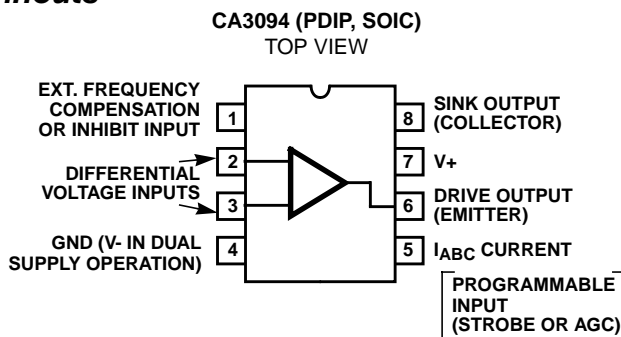 CA3094 (PDIP, SOIC)
TOP VIEW
EXT. FREQUENCY
COMPENSATION
OR INHIBIT INPUT
1
DIFFERENTIAL
VOLTAGE INPUTS
2
3
GND (V- IN DUAL
SUPPLY OPERATION)
4
8
SINK OUTPUT
(COLLECTOR)
7
V+
6
DRIVE OUTPUT
(EMITTER)
5
IABC CURRENT
PROGRAMMABLE
INPUT
(STROBE OR AGC)